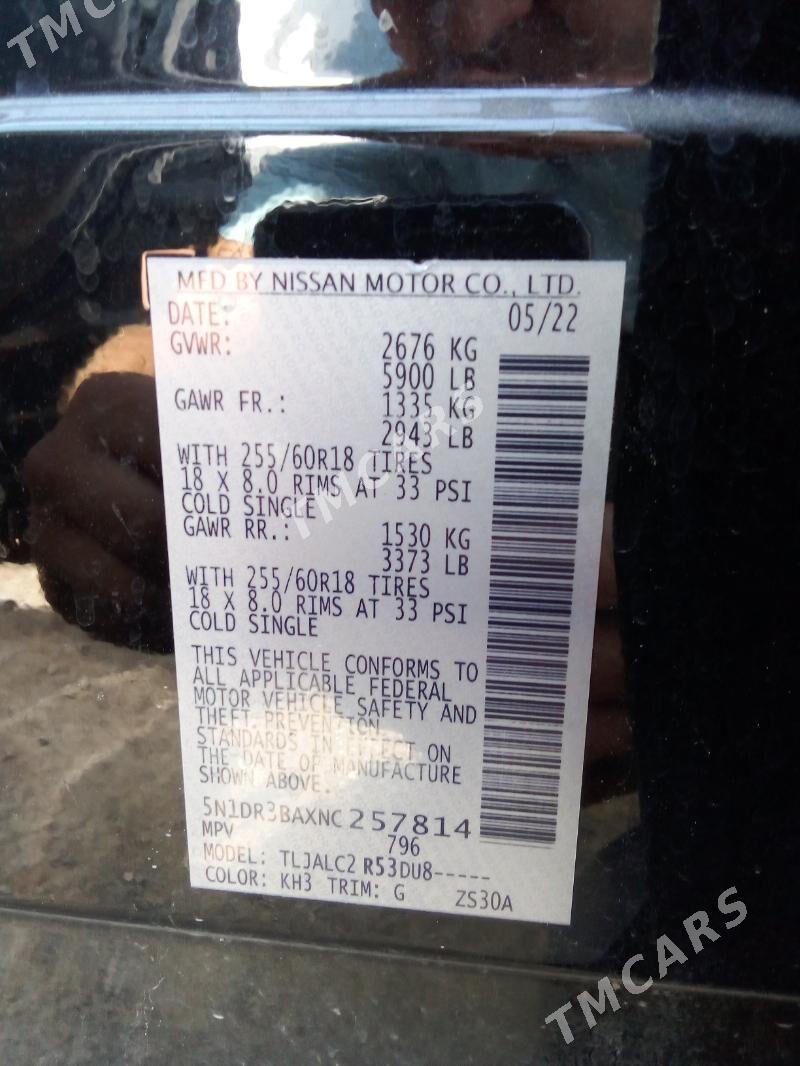 TMCARS
MFD BY NISSAN MOTOR CO., LTD.
DATE: 05/22
GVWR: 2676 KG
5900 LB
GAWR FR.: 1335 KG
2943 LB
WITH 255/60R18 TIRES
18 X 8.0 RIMS AT 33 PSI
COLD SINGLE
GAWR RR.: 1530 KG
3373 LB
WITH 255/60R18 TIRES
18 X 8.0 RIMS AT 33 PSI
COLD SINGLE
TMCARS
THIS VEHICLE CONFORMS TO
ALL APPLICABLE FEDERAL
MOTOR VEHICLE SAFETY AND
THEFT PREVENTION
STANDARDS IN EFFECT ON
THE DATE OF MANUFACTURE
SHOWN ABOVE.
5N1DR3BAXNC257814
MPV 796
MODEL: TLJALC2 R53DU8-----
COLOR: KH3 TRIM: G ZS30A
TMCARS